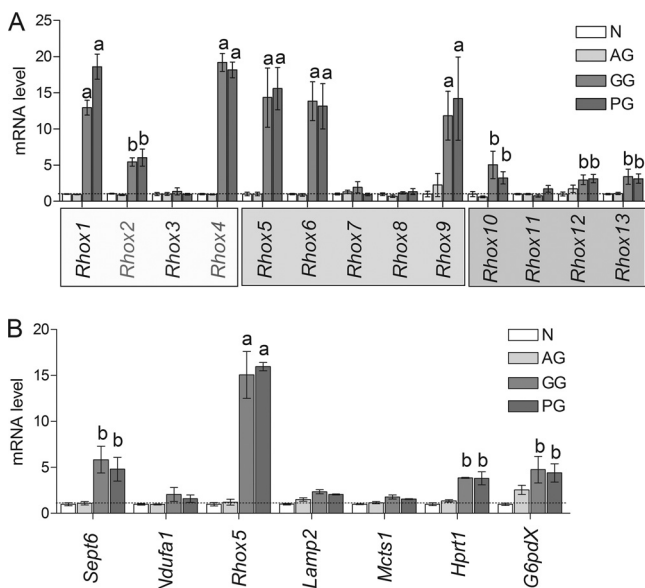 A
mRNA level
25
20
15
10
5
0
a
a
b b
a a
a a
a a
a
a
b
b
bb
b b
N
AG
GG
PG
Rhox1
Rhox2
Rhox3
Rhox4
Rhox5
Rhox6
Rhox7
Rhox8
Rhox9
Rhox10
Rhox11
Rhox12
Rhox13
B
mRNA level
20
15
10
5
0
b b
a a
b b
b b
N
AG
GG
PG
Sept6
Ndufa1
Rhox5
Lamp2
Mcts1
Hprt1
G6pdX